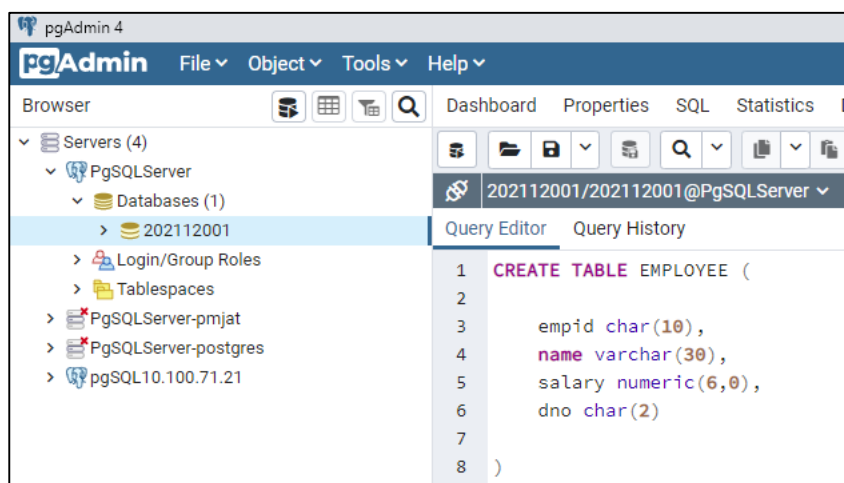 pgAdmin 4
pgAdmin File Object Tools Help
Browser
Servers (4)
PgSQLServer
Databases (1)
202112001
Login/Group Roles
Tablespaces
PgSQLServer-pmjat
PgSQLServer-postgres
pgSQL10.100.71.21
Dashboard Properties SQL Statistics
202112001/202112001@PgSQLServer
Query Editor Query History
1 CREATE TABLE EMPLOYEE (
2
3 empid char(10),
4 name varchar(30),
5 salary numeric(6,0),
6 dno char(2)
7
8 )